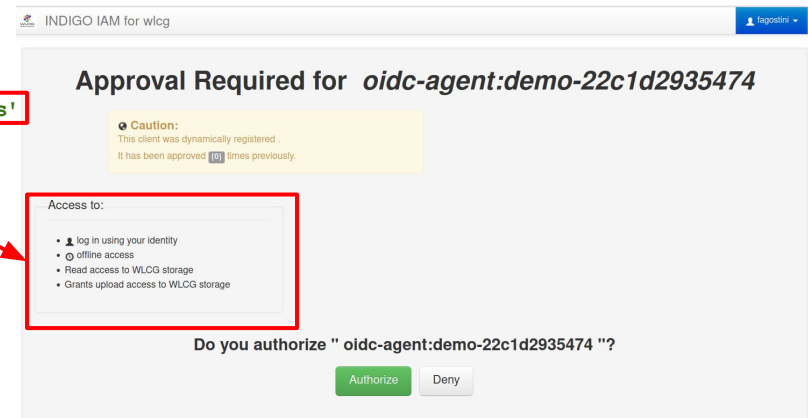 INDIGO IAM for wlcg
fagostini
Approval Required for oidc-agent:demo-22c1d2935474
s'
Caution:
This client was dynamically registered .
It has been approved {0} times previously.
Access to:
log in using your identity
offline access
Read access to WLCG storage
Grants upload access to WLCG storage
Do you authorize " oidc-agent:demo-22c1d2935474 "?
Authorize
Deny